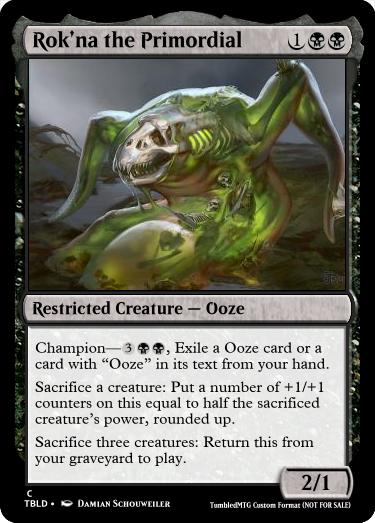 Rok'na the Primordial 1
Restricted Creature — Ooze
Champion—3, Exile a Ooze card or a
card with “Ooze” in its text from your hand.
Sacrifice a creature: Put a number of +1/+1
counters on this equal to half the sacrificed
creature's power, rounded up.
Sacrifice three creatures: Return this from
your graveyard to play.
2/1
C
TBLD • Damian Schouweiler
TumbledMTG Custom Format (NOT FOR SALE)